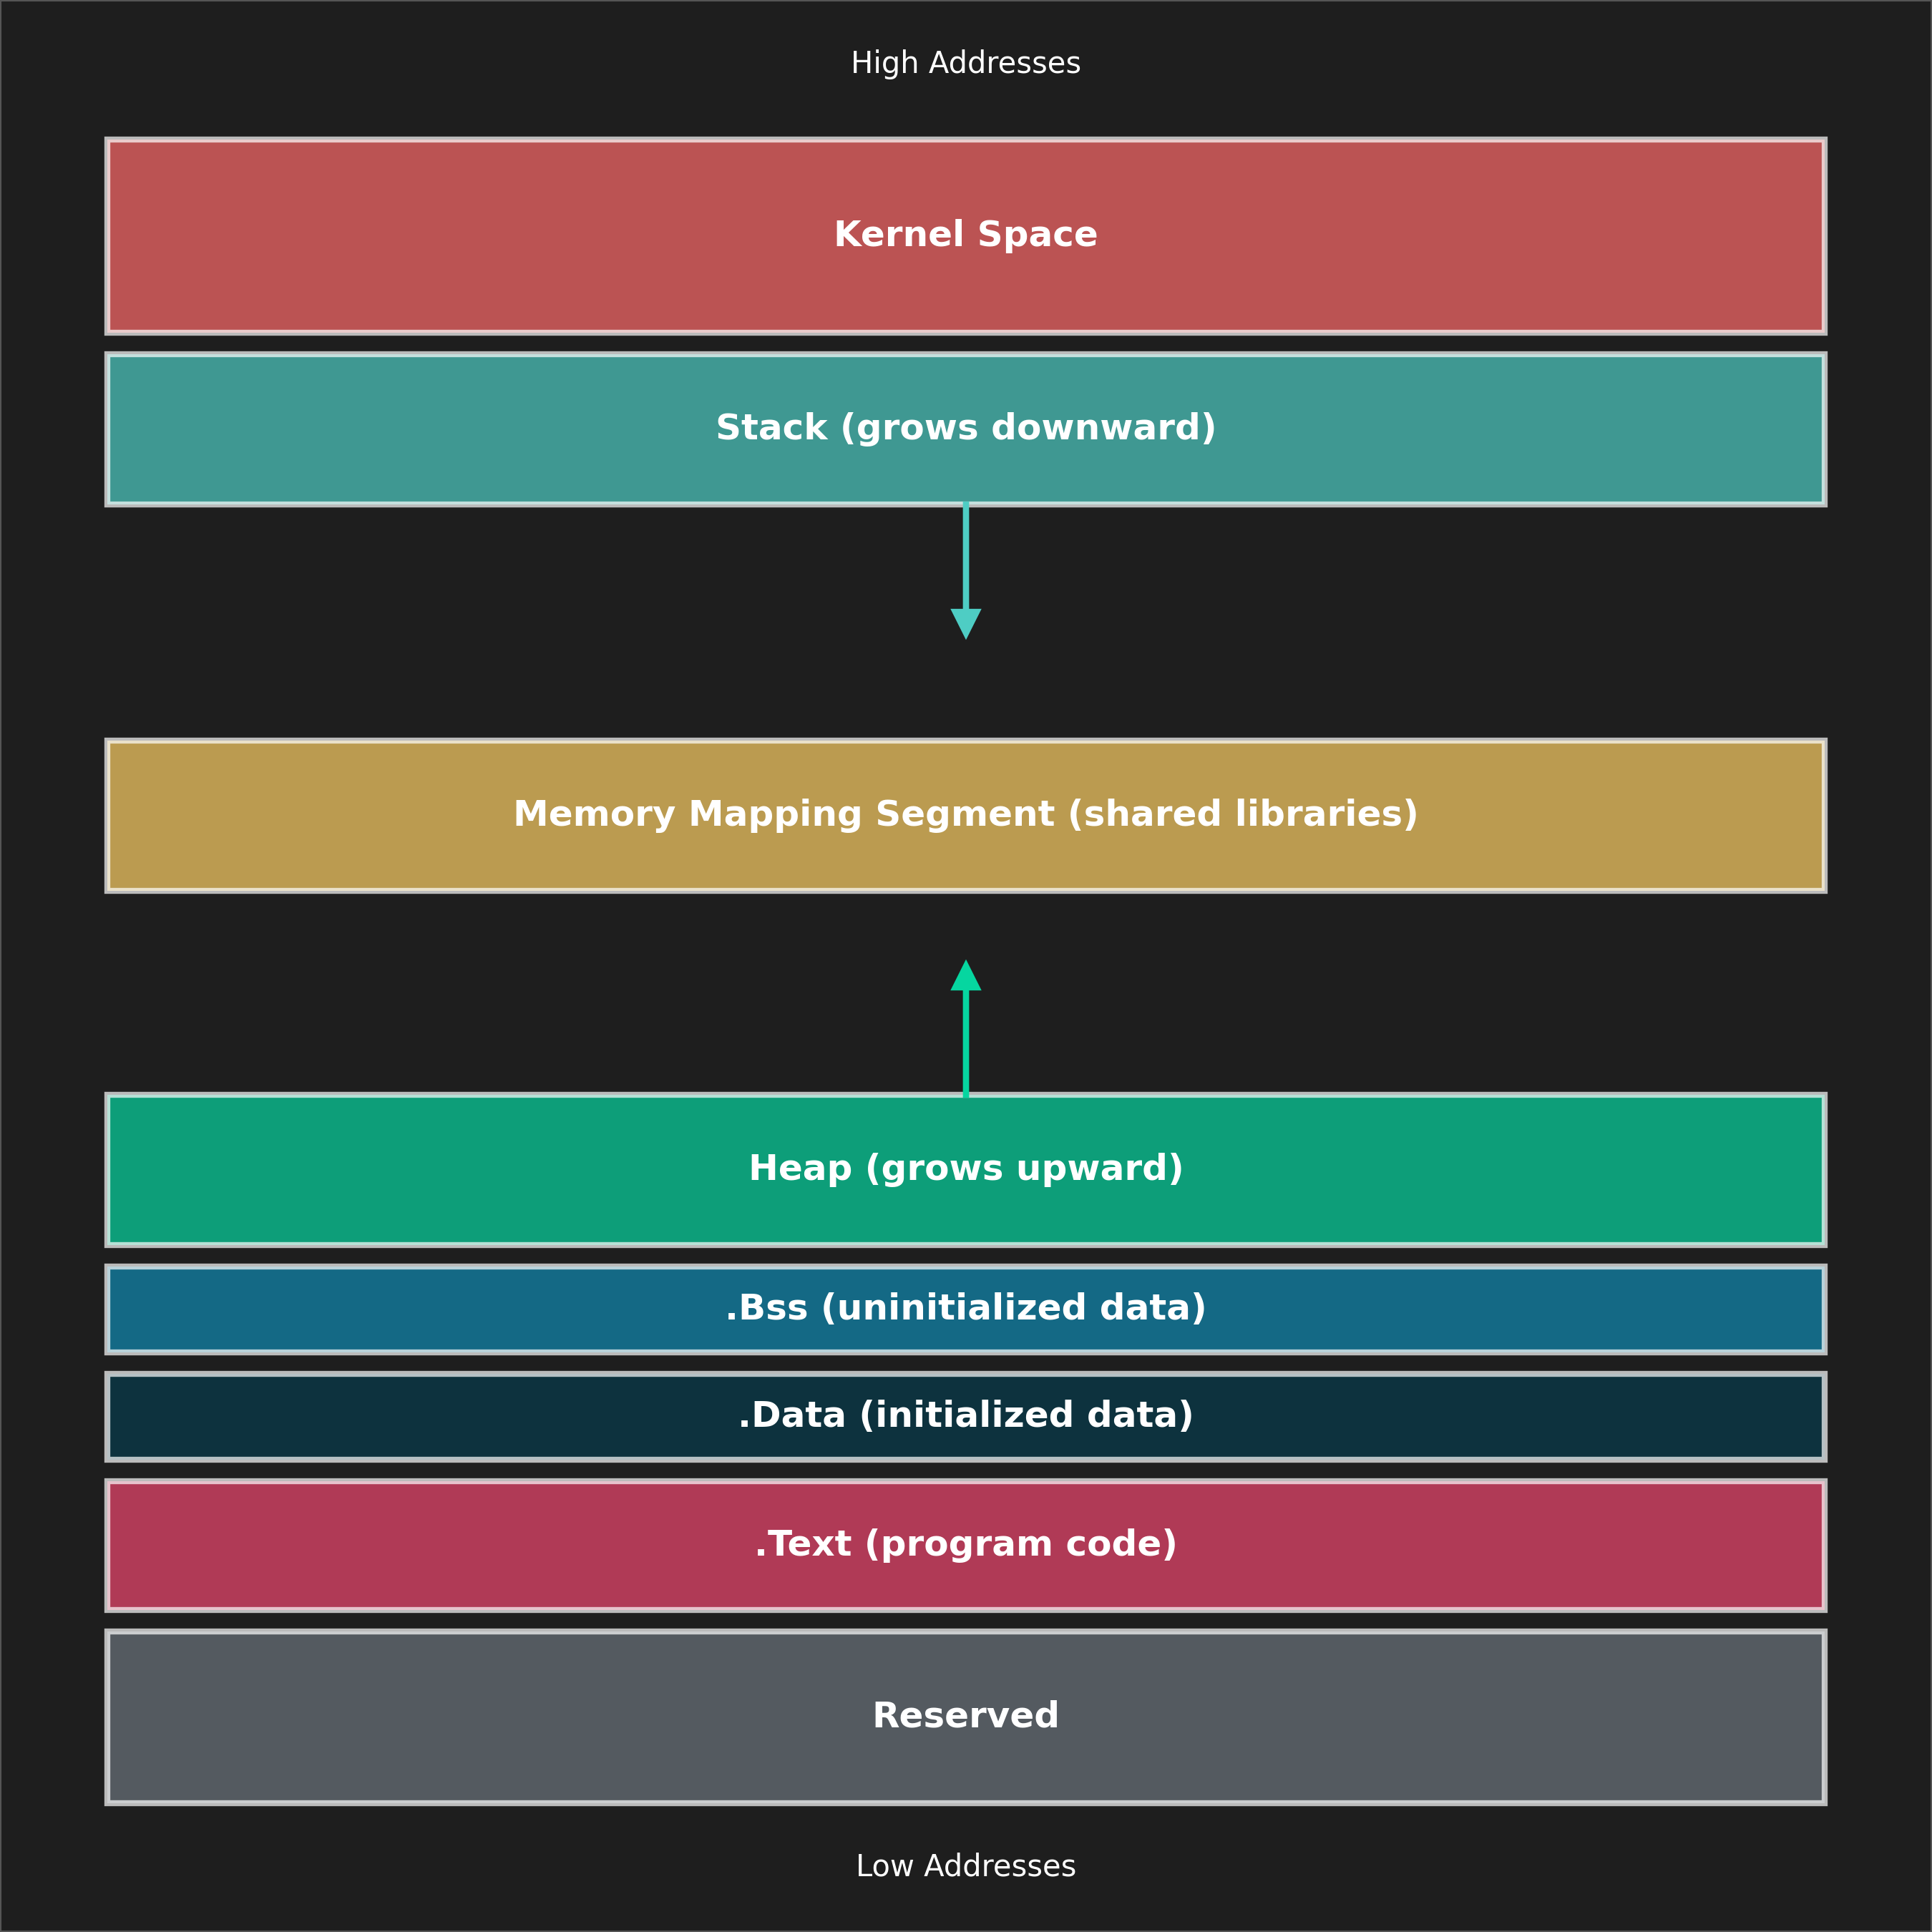 High Addresses
Kernel Space
Stack (grows downward)
Memory Mapping Segment (shared libraries)
Heap (grows upward)
.Bss (uninitialized data)
.Data (initialized data)
.Text (program code)
Reserved
Low Addresses